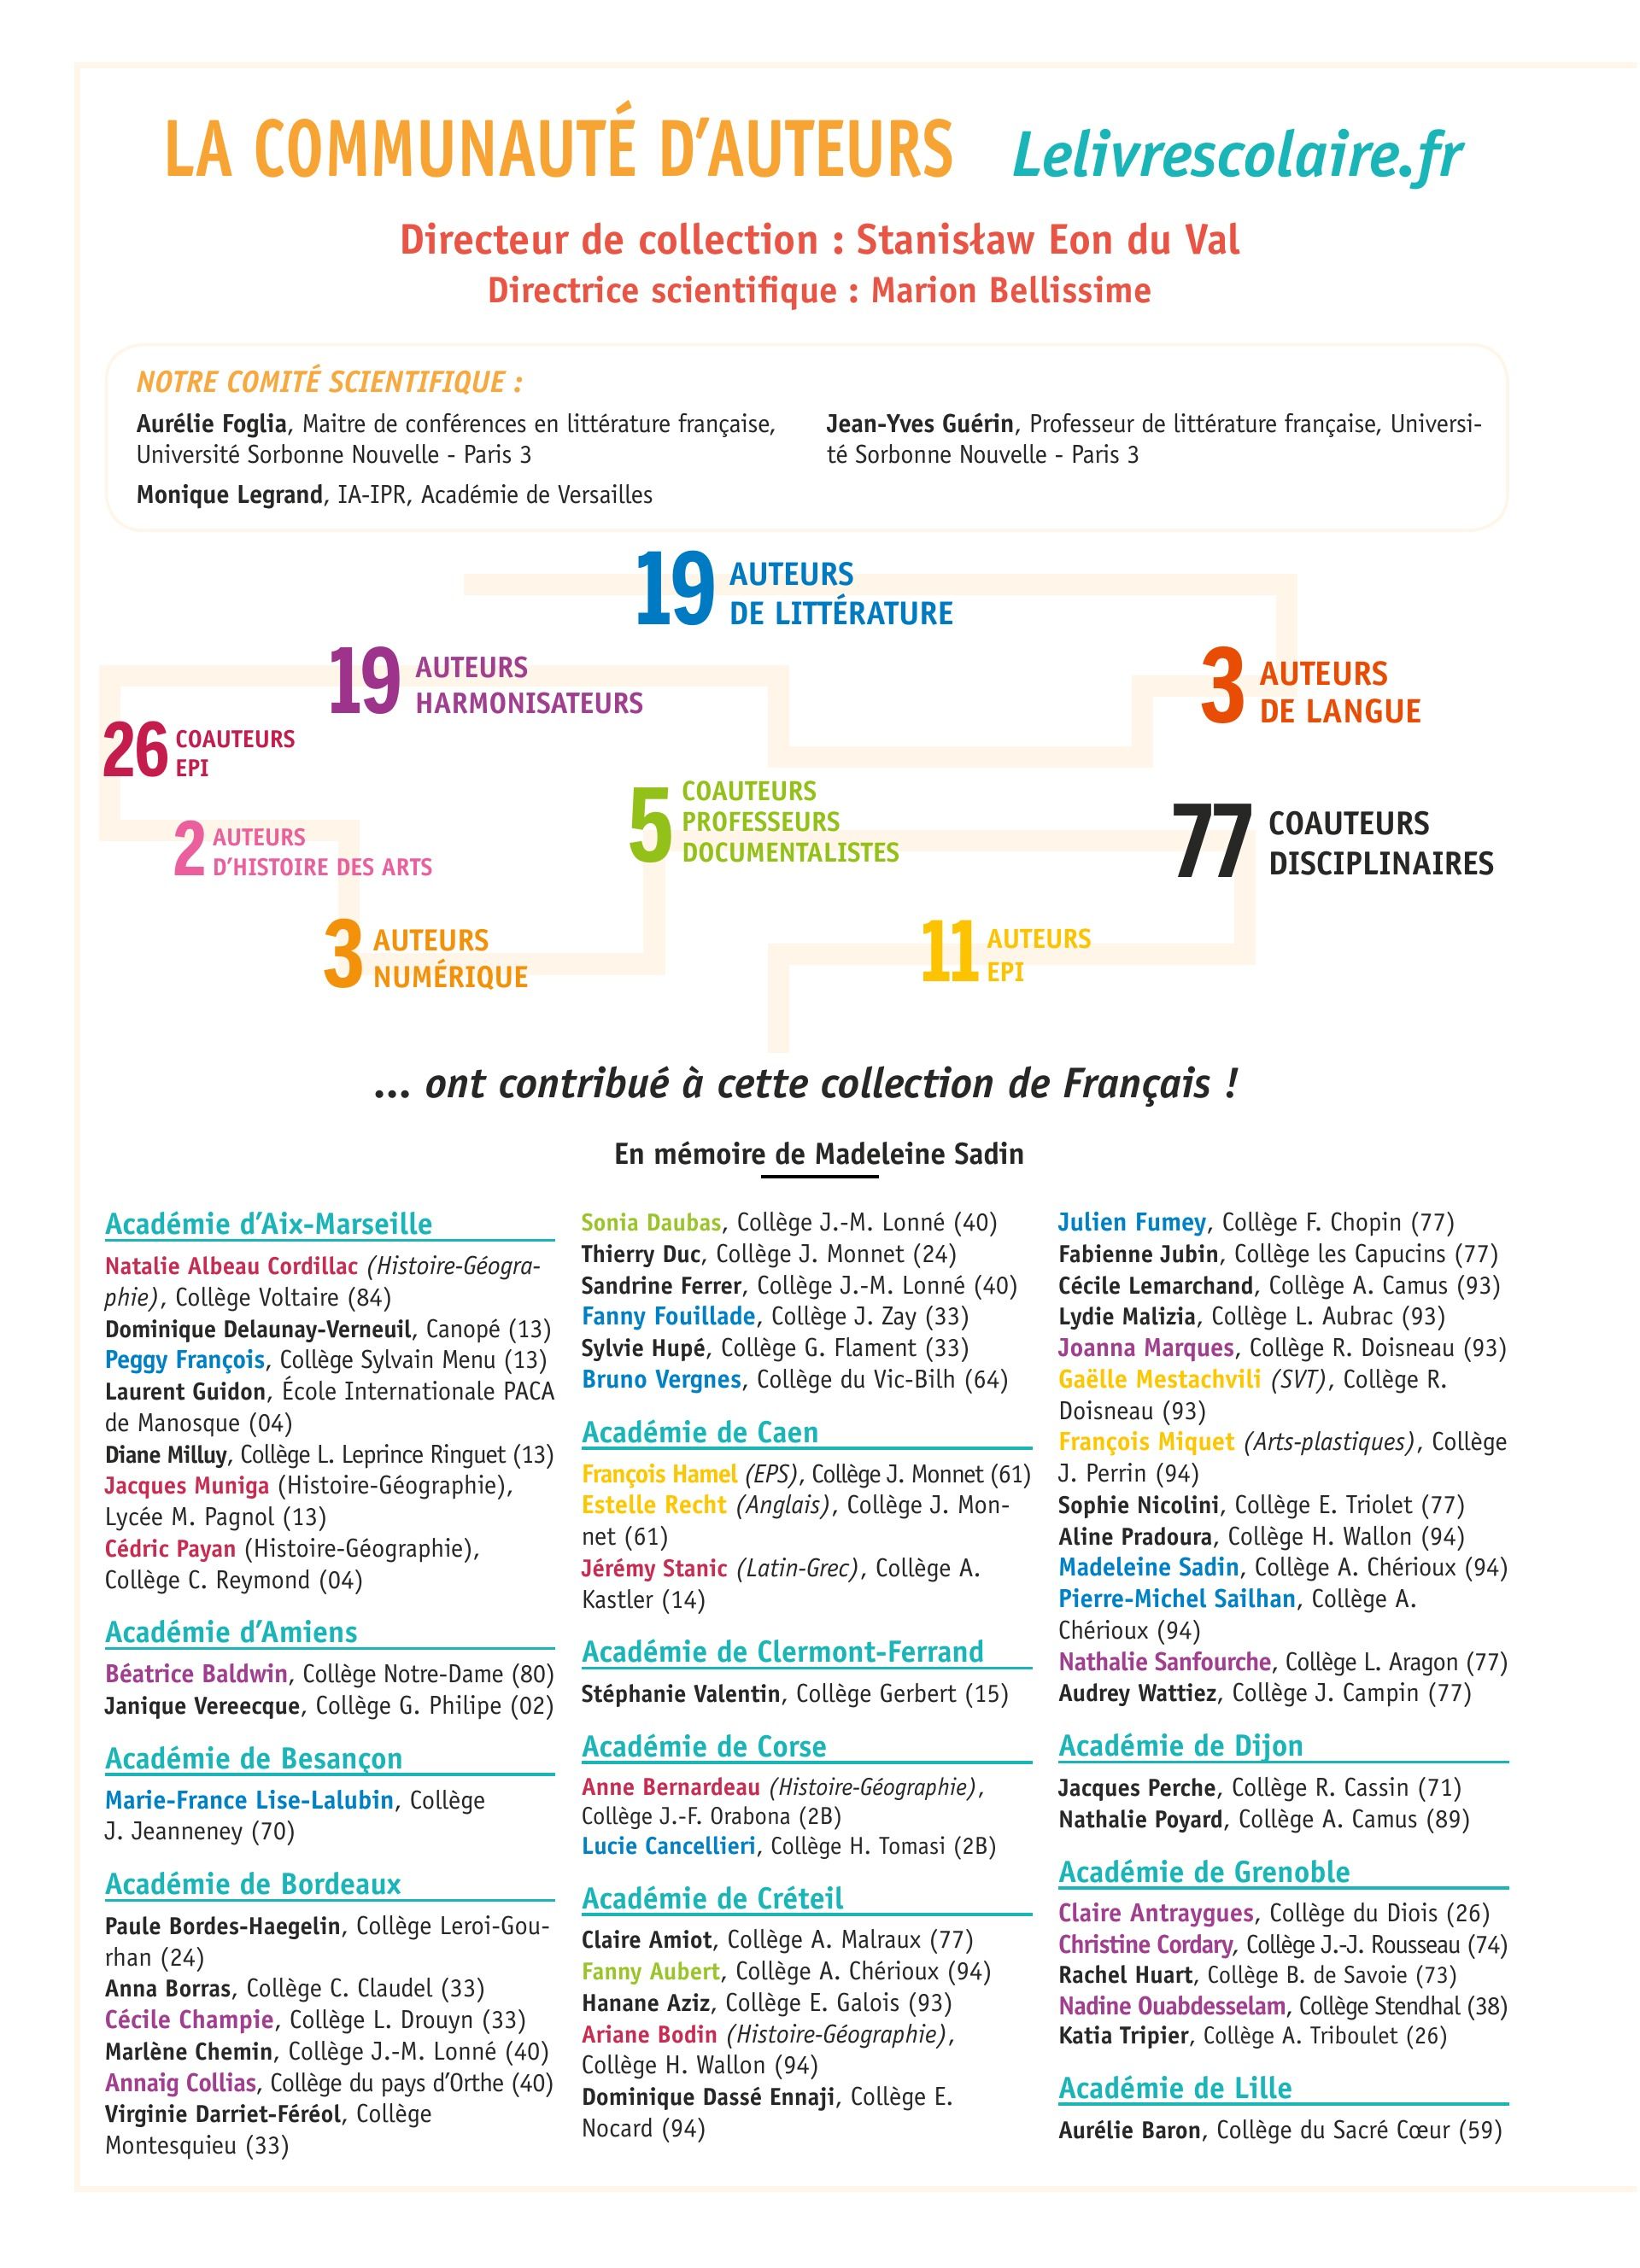 LA COMMUNAUTÉ D’AUTEURS Lelivrescolaire.fr
Directeur de collection : Stanisław Eon du Val
Directrice scientifique : Marion Bellissime
NOTRE COMITÉ SCIENTIFIQUE :
Aurélie Foglia, Maitre de conférences en littérature française,
Université Sorbonne Nouvelle - Paris 3
Monique Legrand, IA-IPR, Académie de Versailles
Jean-Yves Guérin, Professeur de littérature française, Universi-
té Sorbonne Nouvelle - Paris 3
19 AUTEURS
DE LITTÉRATURE
19 AUTEURS
HARMONISATEURS
3 AUTEURS
DE LANGUE
26 COAUTEURS
EPI
5 COAUTEURS
PROFESSEURS
DOCUMENTALISTES
77 COAUTEURS
DISCIPLINAIRES
2 AUTEURS
D’HISTOIRE DES ARTS
3 AUTEURS
NUMÉRIQUE
11 AUTEURS
EPI
... ont contribué à cette collection de Français !
En mémoire de Madeleine Sadin
Académie d’Aix-Marseille
Natalie Albeau Cordillac (Histoire-Géogra-
phie), Collège Voltaire (84)
Dominique Delaunay-Verneuil, Canopé (13)
Peggy François, Collège Sylvain Menu (13)
Laurent Guidon, École Internationale PACA
de Manosque (04)
Diane Milluy, Collège L. Leprince Ringuet (13)
Jacques Muniga (Histoire-Géographie),
Lycée M. Pagnol (13)
Cédric Payan (Histoire-Géographie),
Collège C. Reymond (04)
Académie d’Amiens
Béatrice Baldwin, Collège Notre-Dame (80)
Janique Vereecque, Collège G. Philipe (02)
Académie de Besançon
Marie-France Lise-Lalubin, Collège
J. Jeanneney (70)
Académie de Bordeaux
Paule Bordes-Haegelin, Collège Leroi-Gou-
rhan (24)
Anna Borras, Collège C. Claudel (33)
Cécile Champie, Collège L. Drouyn (33)
Marlène Chemin, Collège J.-M. Lonné (40)
Annaig Collias, Collège du pays d’Orthe (40)
Virginie Darriet-Féréol, Collège
Montesquieu (33)
Sonia Daubas, Collège J.-M. Lonné (40)
Thierry Duc, Collège J. Monnet (24)
Sandrine Ferrer, Collège J.-M. Lonné (40)
Fanny Fouillade, Collège J. Zay (33)
Sylvie Hupé, Collège G. Flament (33)
Bruno Vergnes, Collège du Vic-Bilh (64)
Académie de Caen
François Hamel (EPS), Collège J. Monnet (61)
Estelle Recht (Anglais), Collège J. Mon-
net (61)
Jérémy Stanic (Latin-Grec), Collège A.
Kastler (14)
Académie de Clermont-Ferrand
Stéphanie Valentin, Collège Gerbert (15)
Académie de Corse
Anne Bernardeau (Histoire-Géographie),
Collège J.-F. Orabona (2B)
Lucie Cancellieri, Collège H. Tomasi (2B)
Académie de Créteil
Claire Amiot, Collège A. Malraux (77)
Fanny Aubert, Collège A. Chérioux (94)
Hanane Aziz, Collège E. Galois (93)
Ariane Bodin (Histoire-Géographie),
Collège H. Wallon (94)
Dominique Dassé Ennaji, Collège E.
Nocard (94)
Julien Fumey, Collège F. Chopin (77)
Fabienne Jubin, Collège les Capucins (77)
Cécile Lemarchand, Collège A. Camus (93)
Lydie Malizia, Collège L. Aubrac (93)
Joanna Marques, Collège R. Doisneau (93)
Gaëlle Mestachvili (SVT), Collège R.
Doisneau (93)
François Miquet (Arts-plastiques), Collège
J. Perrin (94)
Sophie Nicolini, Collège E. Triolet (77)
Aline Pradoura, Collège H. Wallon (94)
Madeleine Sadin, Collège A. Chérioux (94)
Pierre-Michel Sailhan, Collège A.
Chérioux (94)
Nathalie Sanfourche, Collège L. Aragon (77)
Audrey Wattiez, Collège J. Campin (77)
Académie de Dijon
Jacques Perche, Collège R. Cassin (71)
Nathalie Poyard, Collège A. Camus (89)
Académie de Grenoble
Claire Antraygues, Collège du Diois (26)
Christine Cordary, Collège J.-J. Rousseau (74)
Rachel Huart, Collège B. de Savoie (73)
Nadine Ouabdesselam, Collège Stendhal (38)
Katia Tripier, Collège A. Triboulet (26)
Académie de Lille
Aurélie Baron, Collège du Sacré Cœur (59)